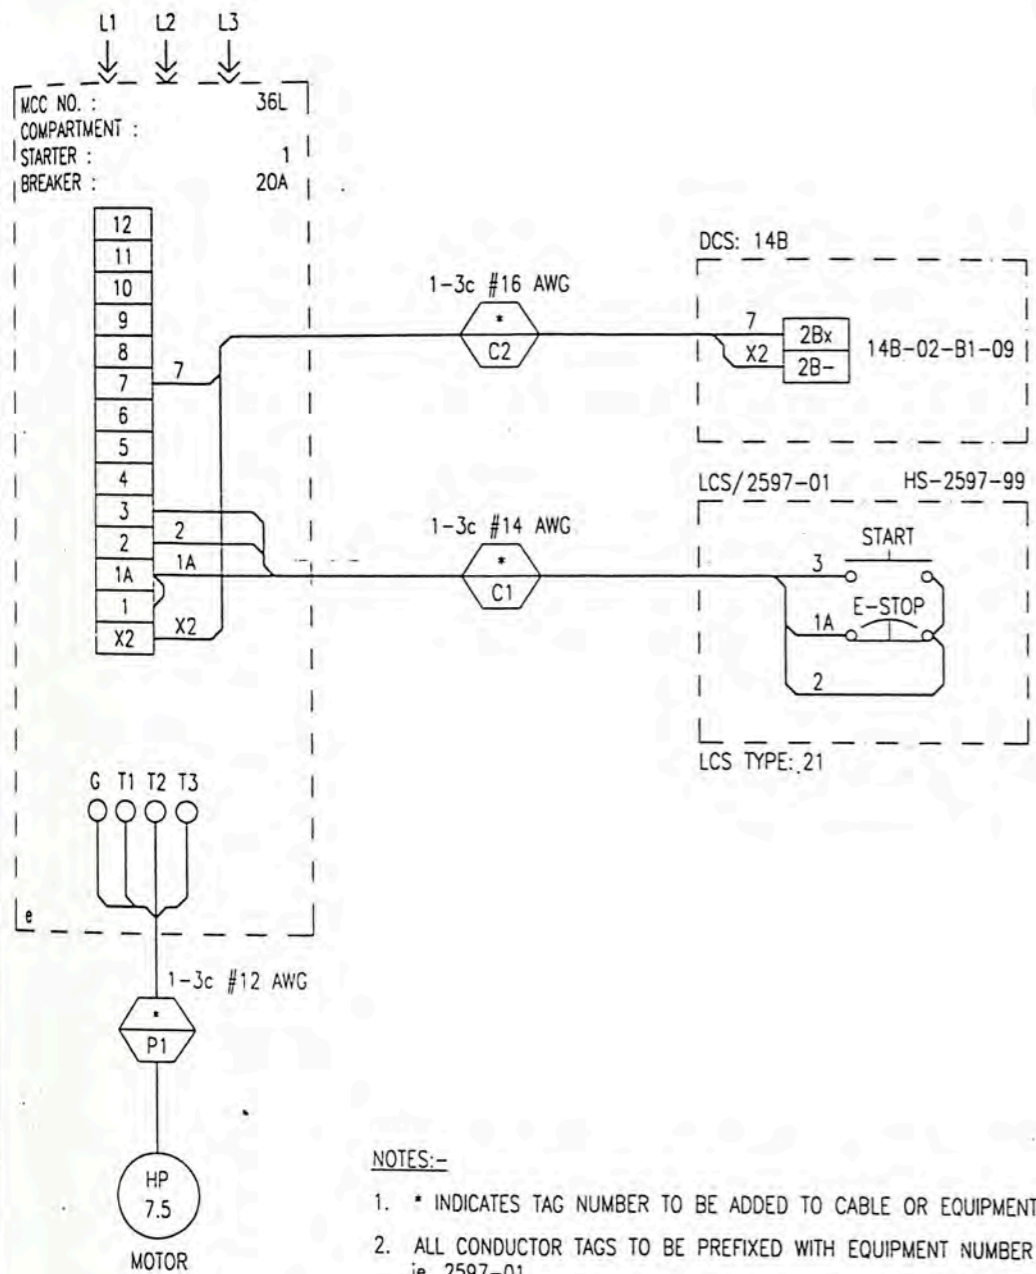 L1 L2 L3
MCC NO. : 36L
COMPARTMENT :
STARTER : 1
BREAKER : 20A
12
11
10
9
8
7
6
5
4
3
2
1A
1
X2
7
2
1A
X2
1-3c #16 AWG
*
C2
DCS: 14B
7
X2
2Bx
2B-
14B-02-B1-09
1-3c #14 AWG
*
C1
LCS/2597-01 HS-2597-99
START
3
E-STOP
1A
2
LCS TYPE: 21
G T1 T2 T3
e
1-3c #12 AWG
*
P1
HP
7.5
MOTOR
NOTES:-
1. * INDICATES TAG NUMBER TO BE ADDED TO CABLE OR EQUIPMENT
2. ALL CONDUCTOR TAGS TO BE PREFIXED WITH EQUIPMENT NUMBER
ie. 2597-01